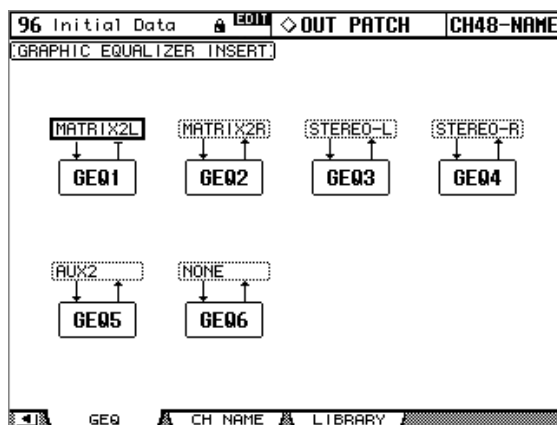 96 Initial Data EDIT ◇OUT PATCH CH48-NAME
GRAPHIC EQUALIZER INSERT
MATRIX2L MATRIX2R STEREO-L STEREO-R
GEQ1 GEQ2 GEQ3 GEQ4
AUX2 NONE
GEQ5 GEQ6
GEQ CH NAME LIBRARY